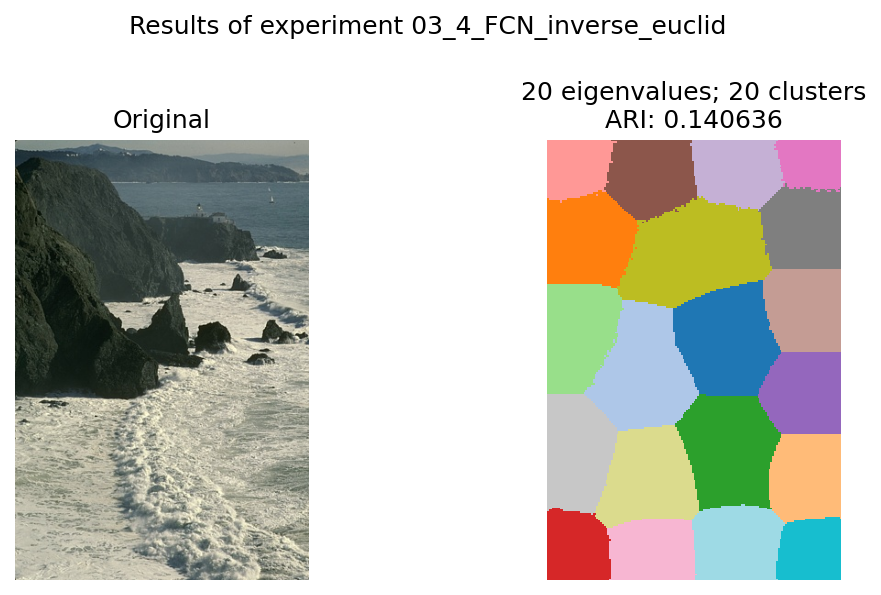 Results of experiment 03_4_FCN_inverse_euclid
Original
20 eigenvalues; 20 clusters
ARI: 0.140636